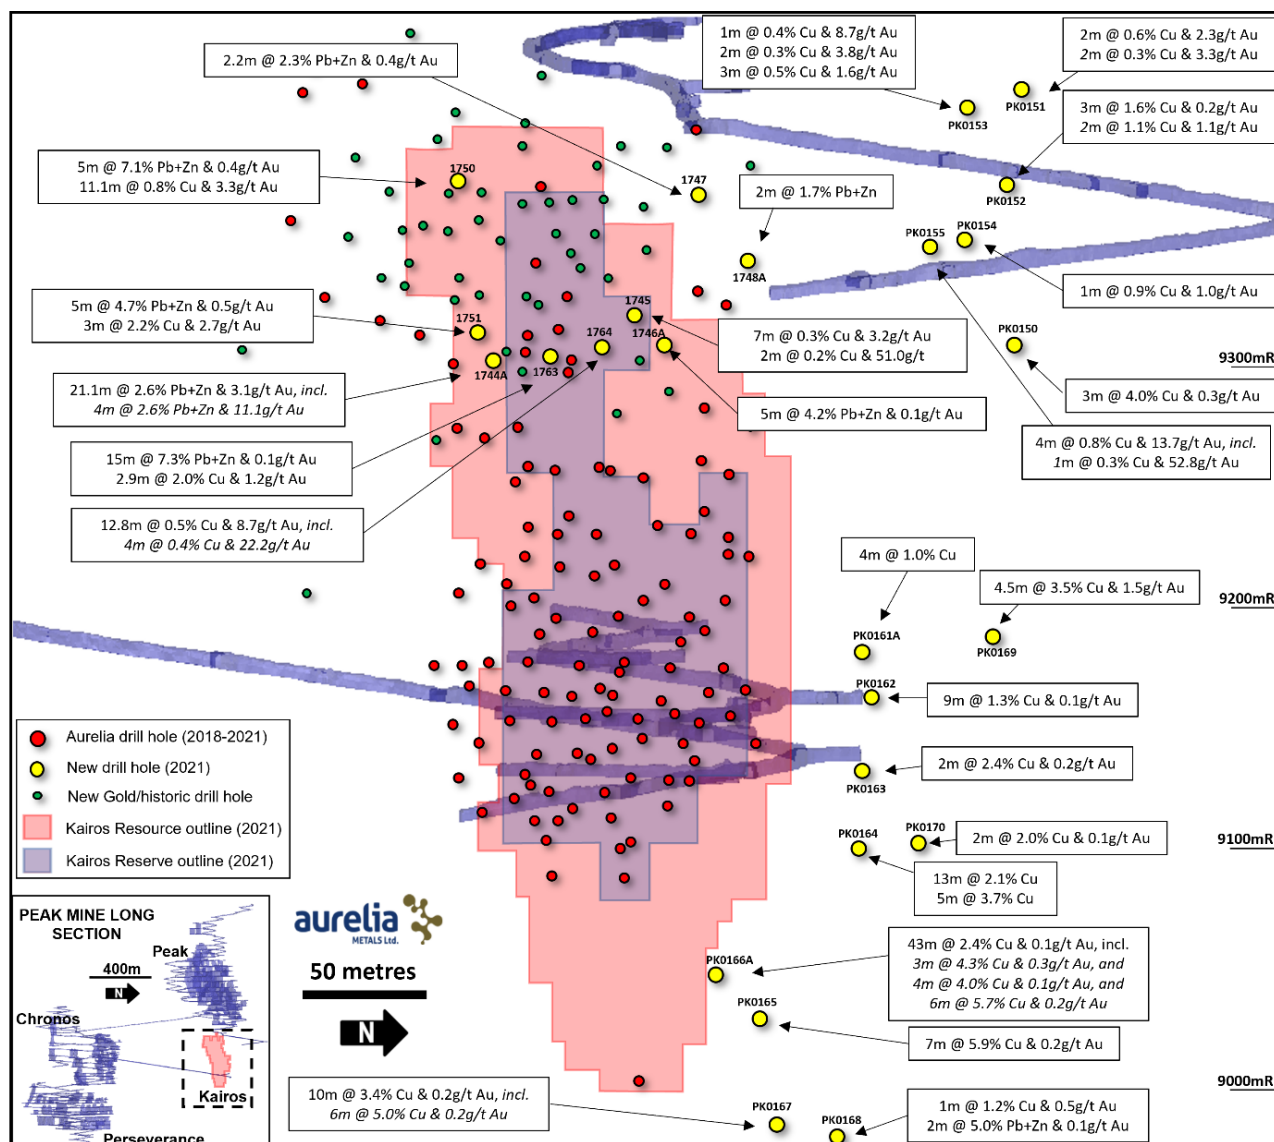 1m @ 0.4% Cu & 8.7g/t Au
2m @ 0.3% Cu & 3.8g/t Au
3m @ 0.5% Cu & 1.6g/t Au
2m @ 0.6% Cu & 2.3g/t Au
2m @ 0.3% Cu & 3.3g/t Au
2.2m @ 2.3% Pb+Zn & 0.4g/t Au
PK0151
PK0153
3m @ 1.6% Cu & 0.2g/t Au
2m @ 1.1% Cu & 1.1g/t Au
5m @ 7.1% Pb+Zn & 0.4g/t Au
11.1m @ 0.8% Cu & 3.3g/t Au
1750
1747
2m @ 1.7% Pb+Zn
PK0152
PK0155
PK0154
1748A
1m @ 0.9% Cu & 1.0g/t Au
5m @ 4.7% Pb+Zn & 0.5g/t Au
3m @ 2.2% Cu & 2.7g/t Au
1751
1745
1764
1746A
7m @ 0.3% Cu & 3.2g/t Au
2m @ 0.2% Cu & 51.0g/t
PK0150
9300mR
1744A
1763
21.1m @ 2.6% Pb+Zn & 3.1g/t Au, incl.
4m @ 2.6% Pb+Zn & 11.1g/t Au
3m @ 4.0% Cu & 0.3g/t Au
5m @ 4.2% Pb+Zn & 0.1g/t Au
4m @ 0.8% Cu & 13.7g/t Au, incl.
1m @ 0.3% Cu & 52.8g/t Au
15m @ 7.3% Pb+Zn & 0.1g/t Au
2.9m @ 2.0% Cu & 1.2g/t Au
12.8m @ 0.5% Cu & 8.7g/t Au, incl.
4m @ 0.4% Cu & 22.2g/t Au
4m @ 1.0% Cu
4.5m @ 3.5% Cu & 1.5g/t Au
9200mR
PK0161A
PK0169
PK0162
9m @ 1.3% Cu & 0.1g/t Au
Aurelia drill hole (2018-2021)
New drill hole (2021)
New Gold/historic drill hole
Kairos Resource outline (2021)
Kairos Reserve outline (2021)
2m @ 2.4% Cu & 0.2g/t Au
PK0163
PK0164
PK0170
2m @ 2.0% Cu & 0.1g/t Au
9100mR
13m @ 2.1% Cu
5m @ 3.7% Cu
PEAK MINE LONG
SECTION
Peak
400m
N
Chronos
Kairos
Perseverance
aurelia
METALS Ltd.
50 metres
N
43m @ 2.4% Cu & 0.1g/t Au, incl.
3m @ 4.3% Cu & 0.3g/t Au, and
4m @ 4.0% Cu & 0.1g/t Au, and
6m @ 5.7% Cu & 0.2g/t Au
PK0166A
PK0165
7m @ 5.9% Cu & 0.2g/t Au
9000mR
10m @ 3.4% Cu & 0.2g/t Au, incl.
6m @ 5.0% Cu & 0.2g/t Au
PK0167
PK0168
1m @ 1.2% Cu & 0.5g/t Au
2m @ 5.0% Pb+Zn & 0.1g/t Au